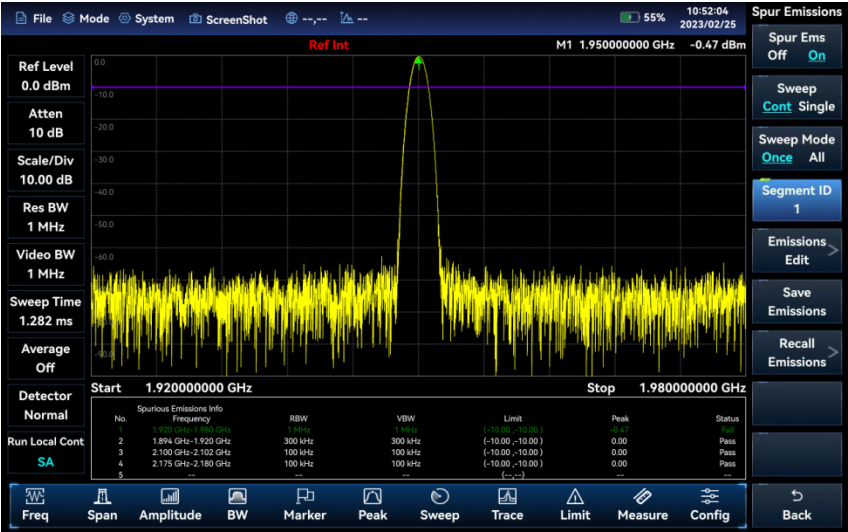 File Mode System ScreenShot --,-- -- 55% 10:52:04 2023/02/25
Spur Emissions
Ref Int
M1 1.950000000 GHz -0.47 dBm
Ref Level
0.0 dBm
Atten
10 dB
Scale/Div
10.00 dB
Res BW
1 MHz
Video BW
1 MHz
Sweep Time
1.282 ms
Average
Off
Detector
Normal
Run Local Cont
SA
0.0
-10.0
-20.0
-30.0
-40.0
-50.0
-60.0
-90.0
Start 1.920000000 GHz
Stop 1.980000000 GHz
Spurious Emissions Info
No. Frequency RBW VBW Limit Peak Status
1 1.920 GHz-1.980 GHz 1 MHz 1 MHz (-10.00 ,-10.00 ) -0.47 Fail
2 1.894 GHz-1.920 GHz 300 kHz 300 kHz (-10.00 ,-10.00 ) 0.00 Pass
3 2.100 GHz-2.102 GHz 100 kHz 100 kHz (-10.00 ,-10.00 ) 0.00 Pass
4 2.175 GHz-2.180 GHz 100 kHz 100 kHz (-10.00 ,-10.00 ) 0.00 Pass
5 -- -- -- (--,--) -- --
Spur Ems
Off On
Sweep
Cont Single
Sweep Mode
Once All
Segment ID
1
Emissions
Edit
Save
Emissions
Recall
Emissions
Freq Span Amplitude BW Marker Peak Sweep Trace Limit Measure Config Back